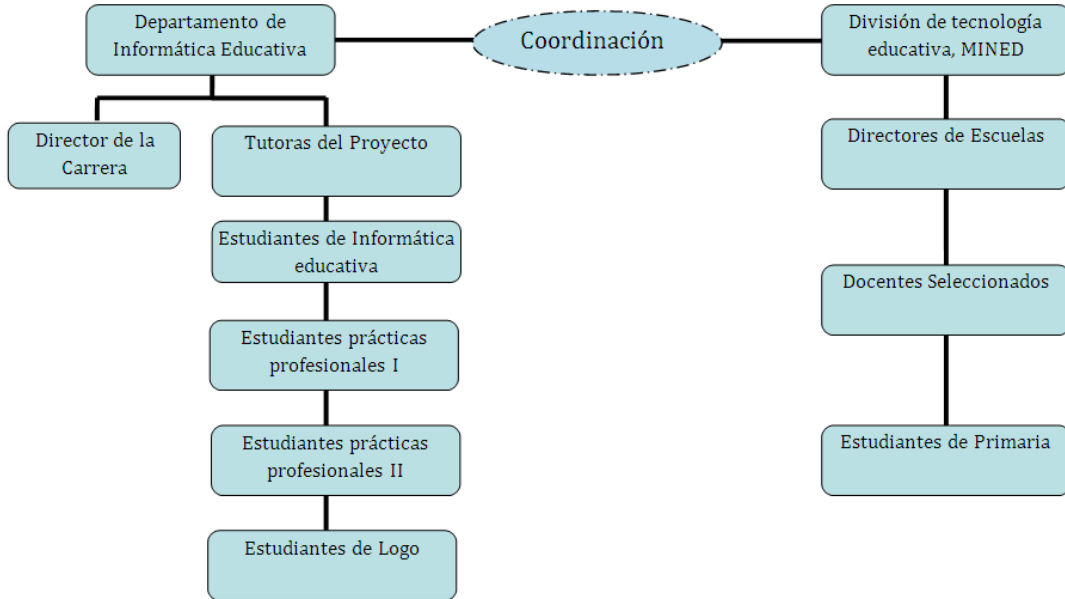 Departamento de
Informática Educativa
Coordinación
División de tecnología
educativa, MINED
Director de la
Carrera
Tutoras del Proyecto
Directores de Escuelas
Estudiantes de Informática
educativa
Docentes Seleccionados
Estudiantes prácticas
profesionales I
Estudiantes prácticas
profesionales II
Estudiantes de Primaria
Estudiantes de Logo